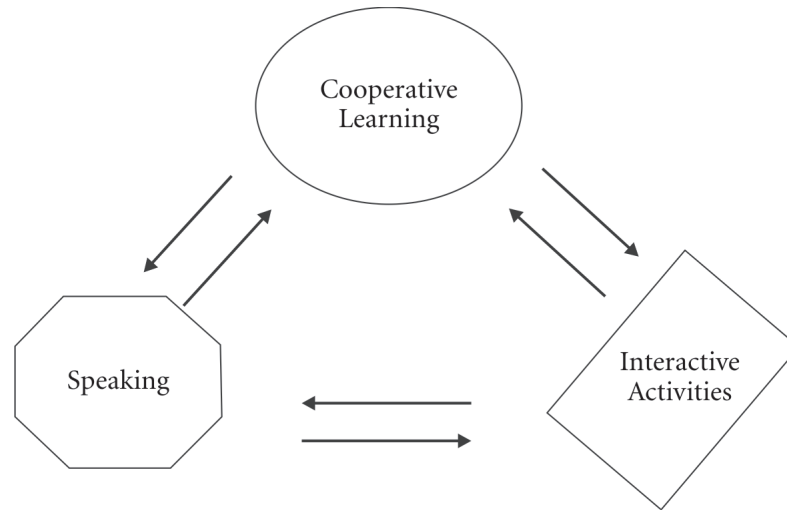 Cooperative
Learning
Speaking
Interactive
Activities